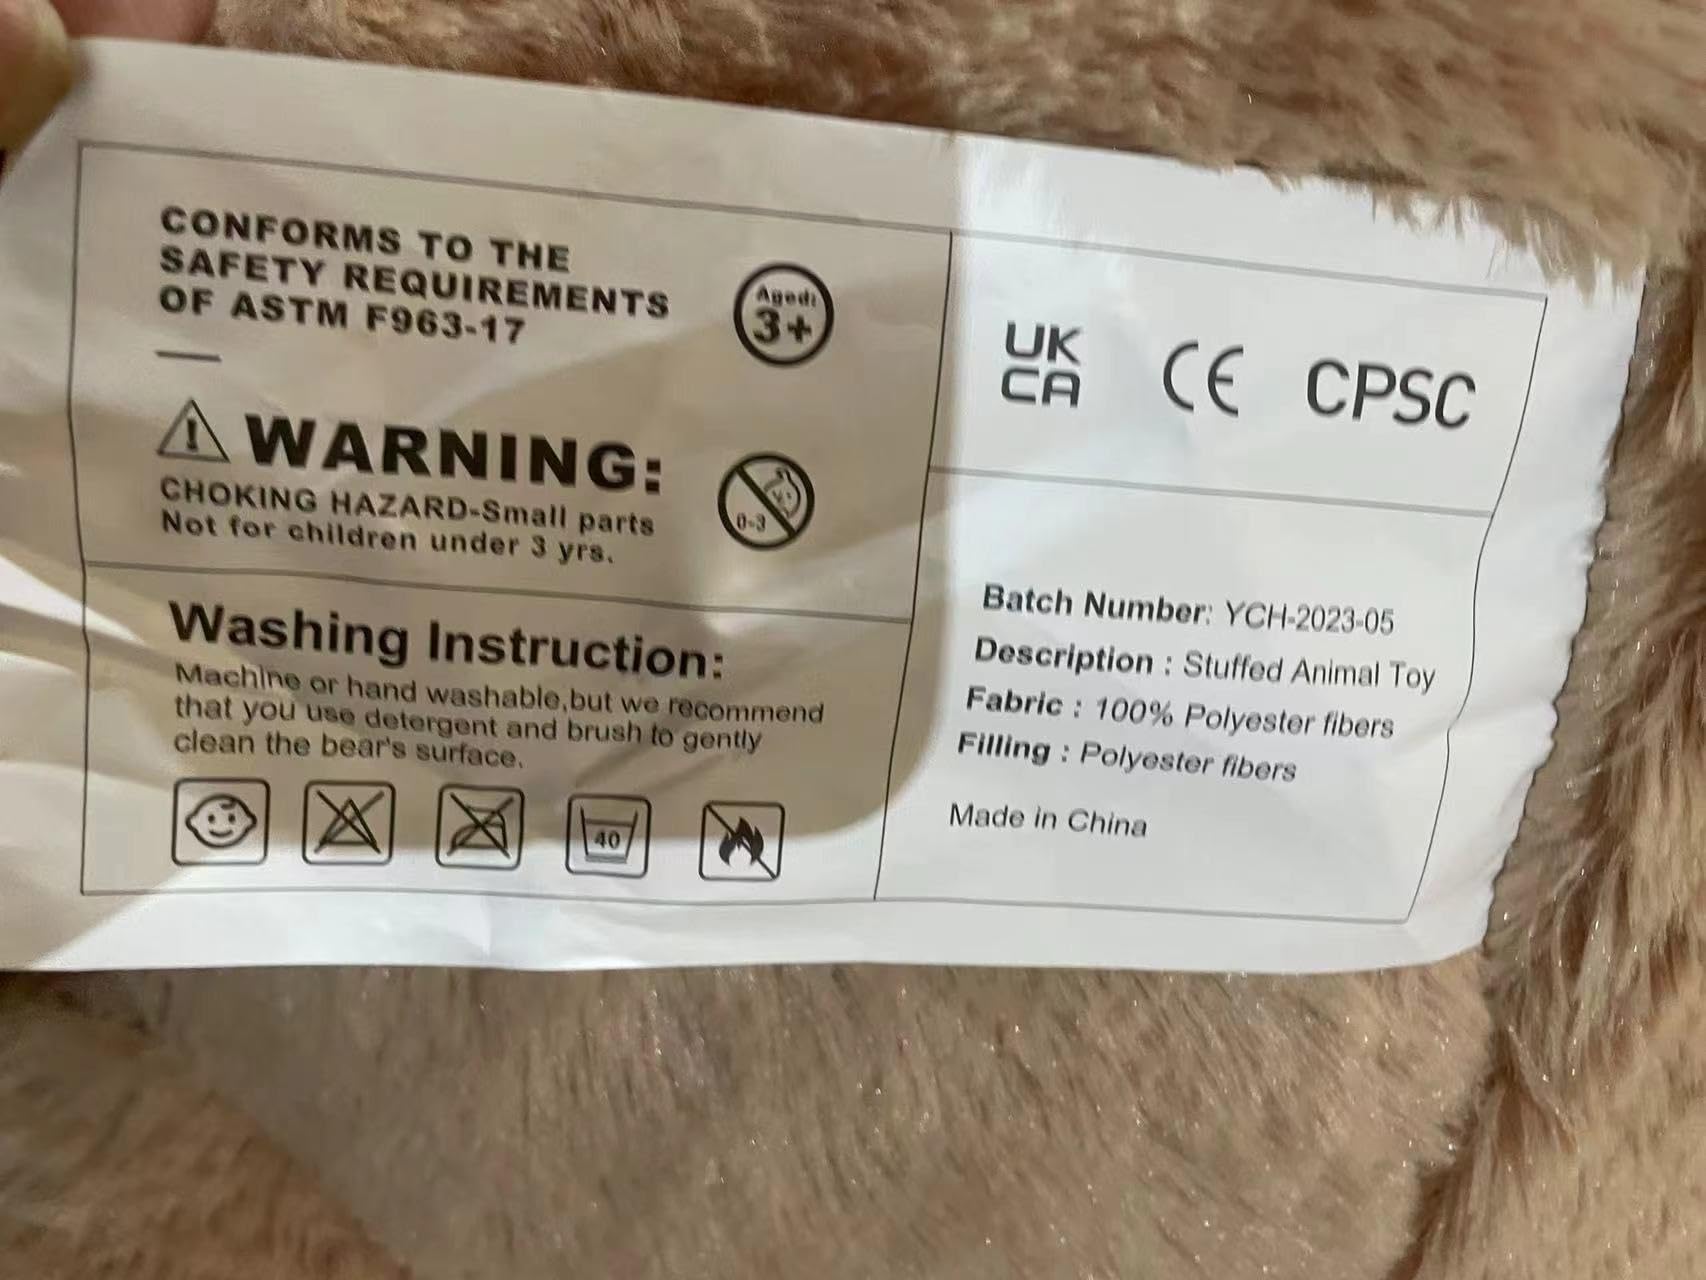 CONFORMS TO THE
SAFETY REQUIREMENTS
OF ASTM F963-17
Aged:
3+
WARNING:
CHOKING HAZARD-Small parts
Not for children under 3 yrs.
0-3
Washing Instruction:
Machine or hand washable,but we recommend
that you use detergent and brush to gently
clean the bear's surface.
40
UK
CA
CE
CPSC
Batch Number: YCH-2023-05
Description : Stuffed Animal Toy
Fabric : 100% Polyester fibers
Filling : Polyester fibers
Made in China